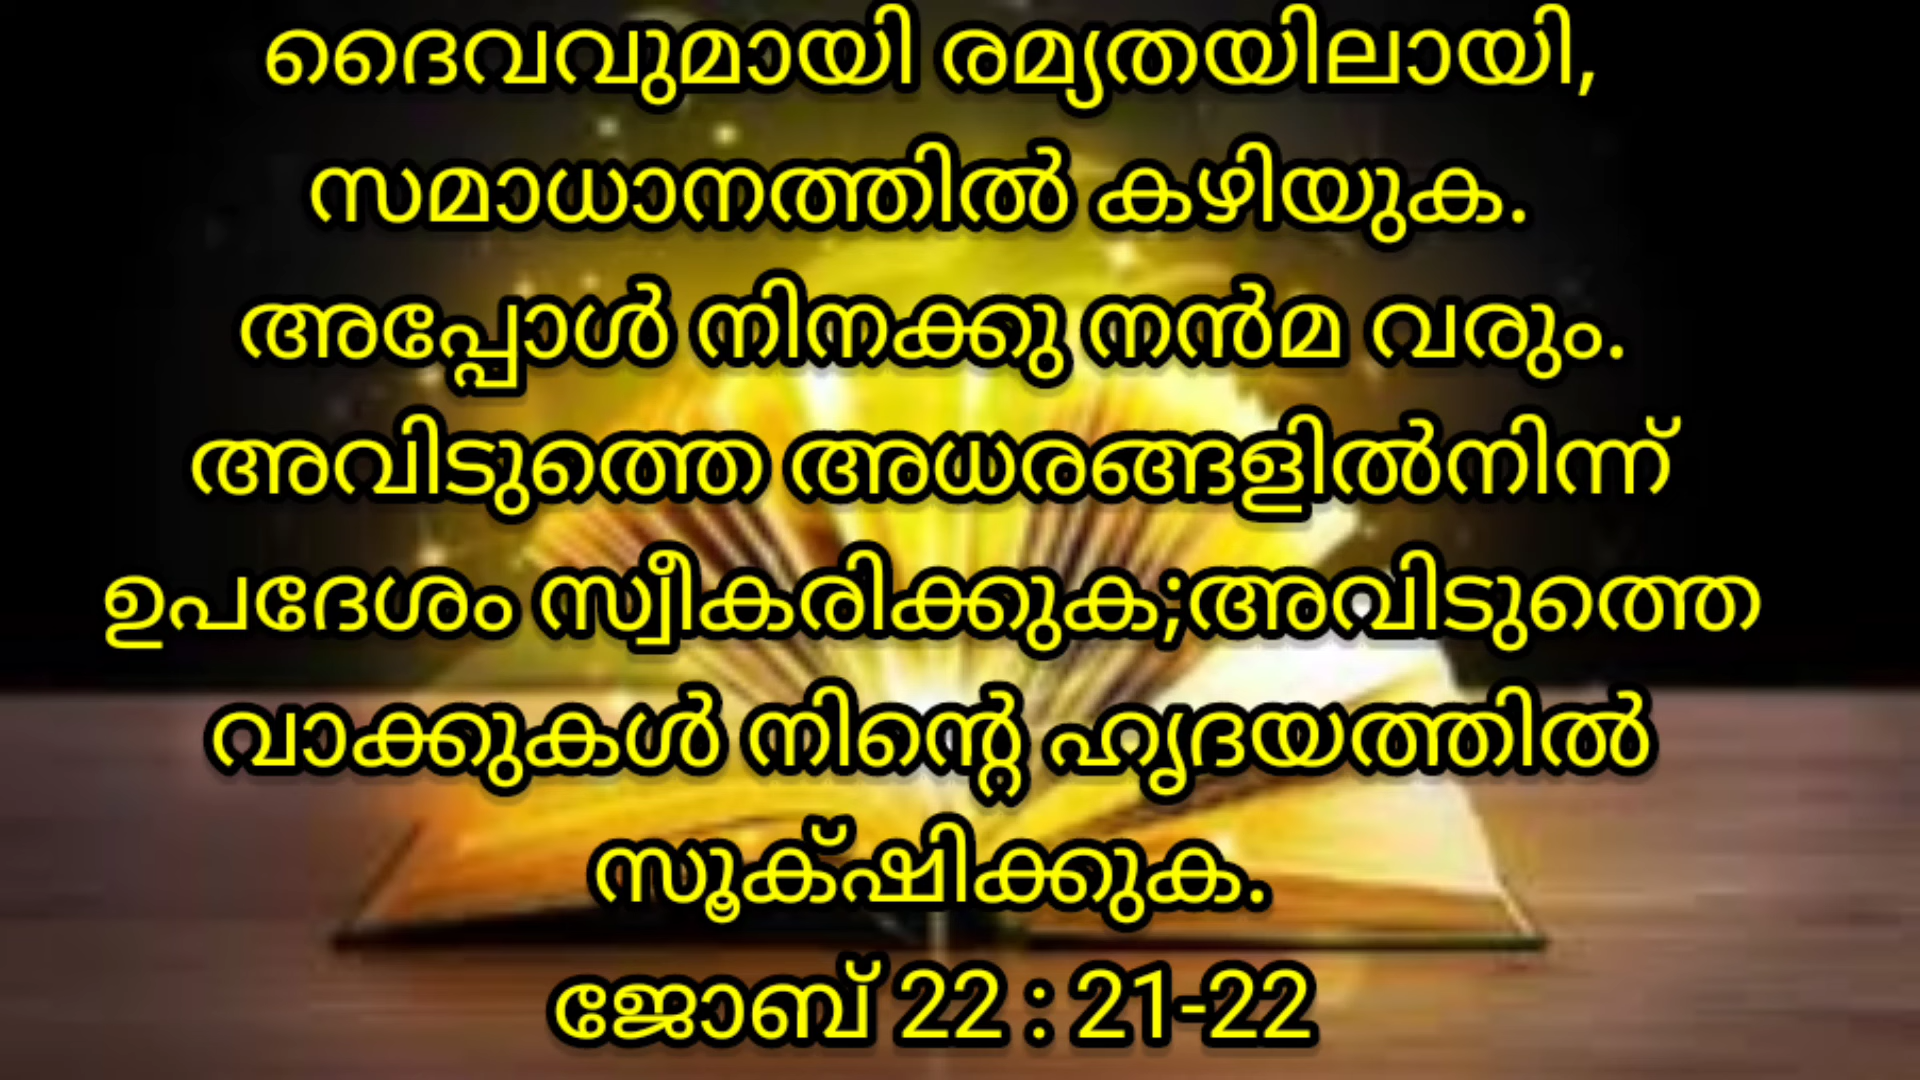 ദൈവവുമായി രമ്യതയിലായി,
സമാധാനത്തിൽ കഴിയുക.
അപ്പോൾ നിനക്കു നൻമ വരും.
അവിടുത്തെ അധരങ്ങളിൽനിന്ന്
ഉപദേശം സ്വീകരിക്കുക;അവിടുത്തെ
വാക്കുകൾ നിന്റെ ഹൃദയത്തിൽ
സൂക്‌ഷിക്കുക.
ജോബ് 22 : 21-22